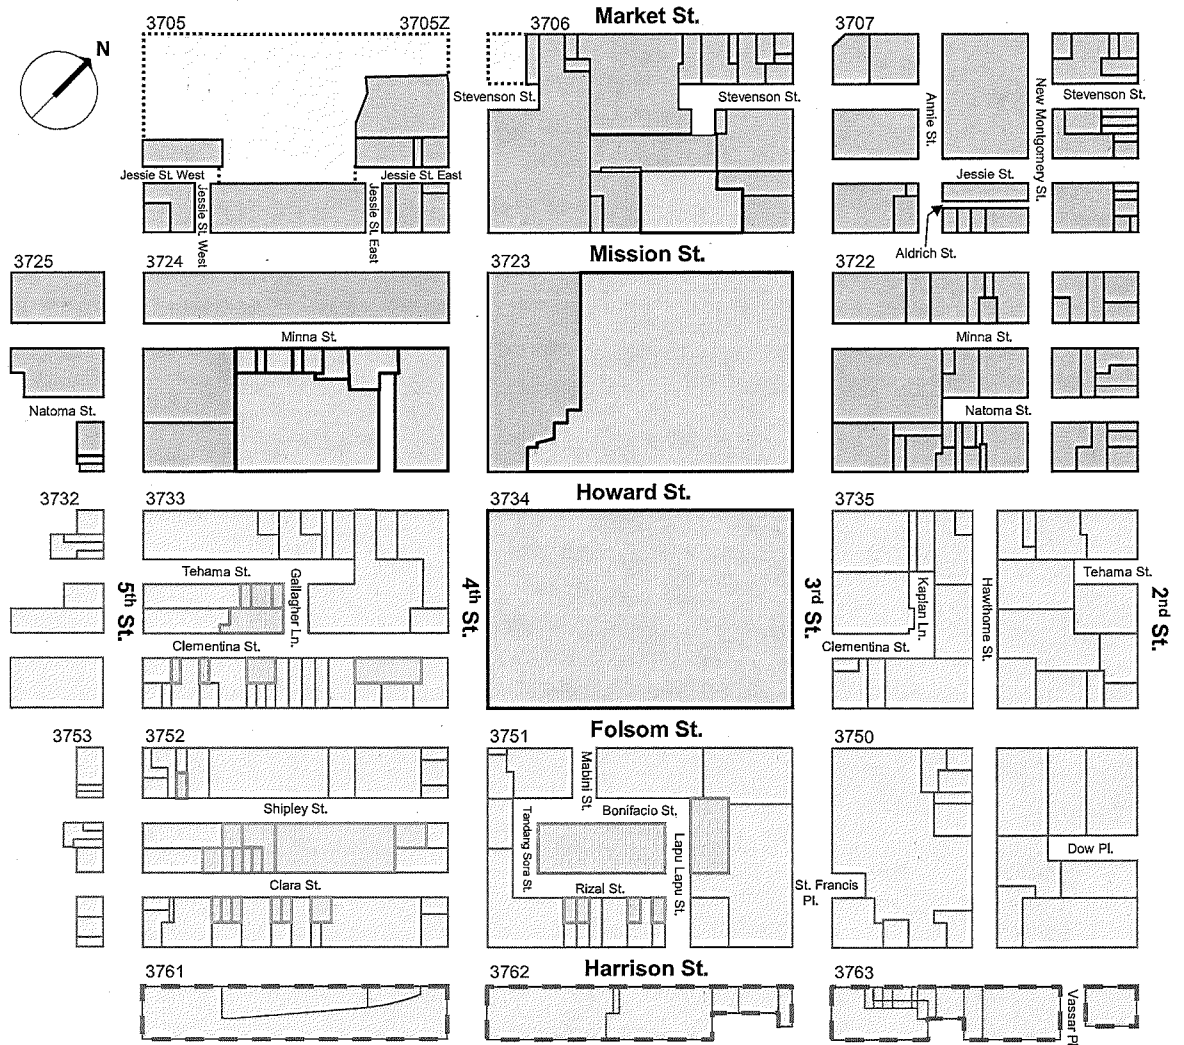 Market St.
3705
3705Z
3706
3707
N
Stevenson St.
Stevenson St.
Stevenson St.
Annie St.
New Montgomery St.
Jessie St. West
Jessie St. East
Jessie St.
Jessie St. West
Jessie St. East
Aldrich St.
Mission St.
3725
3724
3723
3722
Minna St.
Minna St.
Natoma St.
Natoma St.
Howard St.
3732
3733
3734
3735
Tehama St.
Gallagher Ln.
Tehama St.
5th St.
4th St.
3rd St.
Kaplan Ln.
Hawthorne St.
2nd St.
Clementina St.
Clementina St.
Folsom St.
3753
3752
3751
3750
Mabini St.
Shipley St.
Bonifacio St.
Tandang Sora St.
Lapu Lapu St.
Dow Pl.
Clara St.
Rizal St.
St. Francis
Pl.
Harrison St.
3761
3762
3763
Vassar Pl